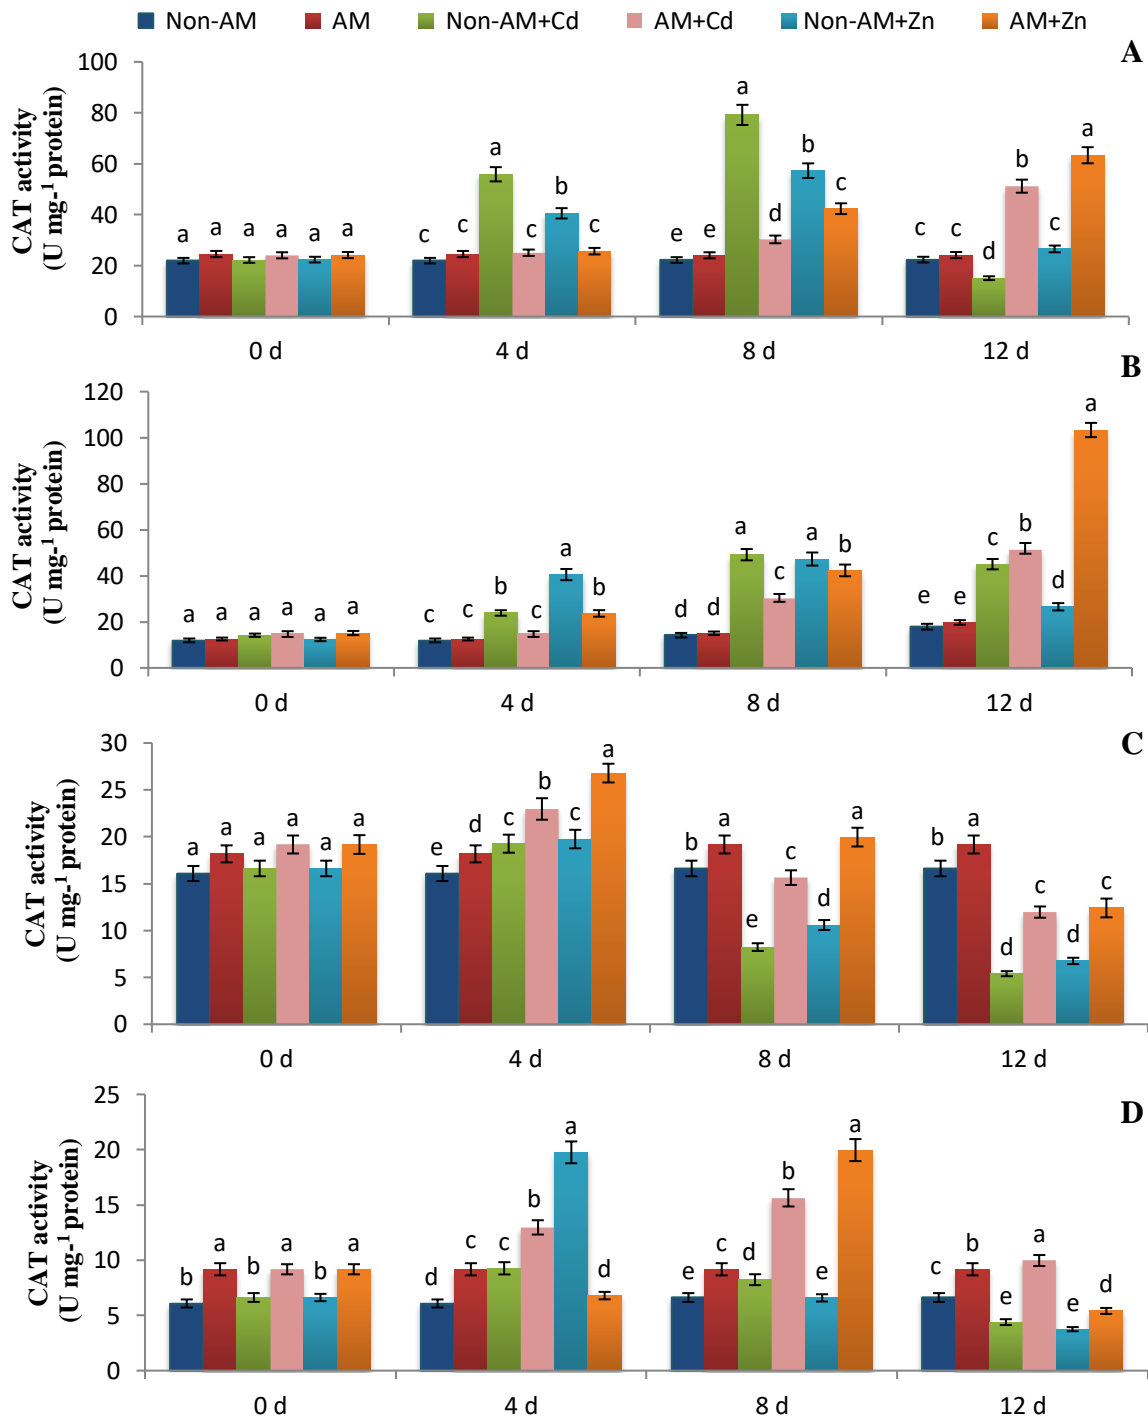 Non-AM AM Non-AM+Cd AM+Cd Non-AM+Zn AM+Zn
A
CAT activity
(U mg-¹ protein)
100
80
60
40
20
0
a a a a a a
c c a c b c
e e a d b c
c c d b c a
0 d 4 d 8 d 12 d
B
CAT activity
(U mg-¹ protein)
120
100
80
60
40
20
0
a a a a a a
c c b c a b
d d a c a b
e e c b d a
0 d 4 d 8 d 12 d
C
CAT activity
(U mg-¹ protein)
30
25
20
15
10
5
0
a a a a a a
e d c b c a
b a e c d a
b a d c d c
0 d 4 d 8 d 12 d
D
CAT activity
(U mg-¹ protein)
25
20
15
10
5
0
b a b a b a
d c c b a d
e c d b e a
c b e a e d
0 d 4 d 8 d 12 d